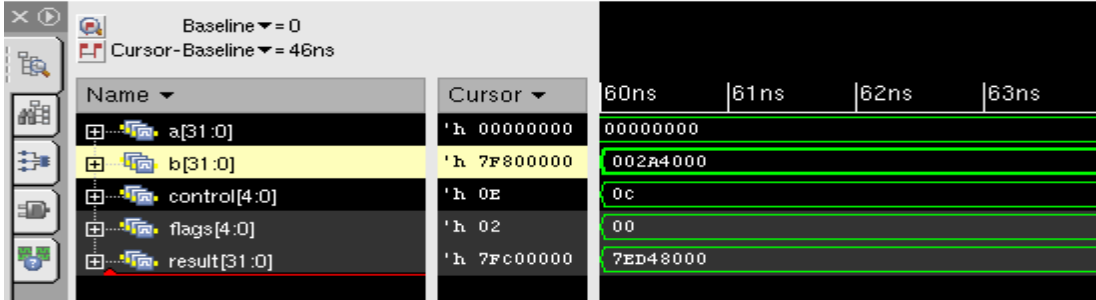 Baseline▼= 0
Cursor-Baseline▼= 46ns
Name▼ Cursor▼ 60ns 61ns 62ns 63ns
a[31:0] 'h 00000000 00000000
b[31:0] 'h 7F800000 002A4000
control[4:0] 'h 0E 0C
flags[4:0] 'h 02 00
result[31:0] 'h 7FC00000 7ED48000